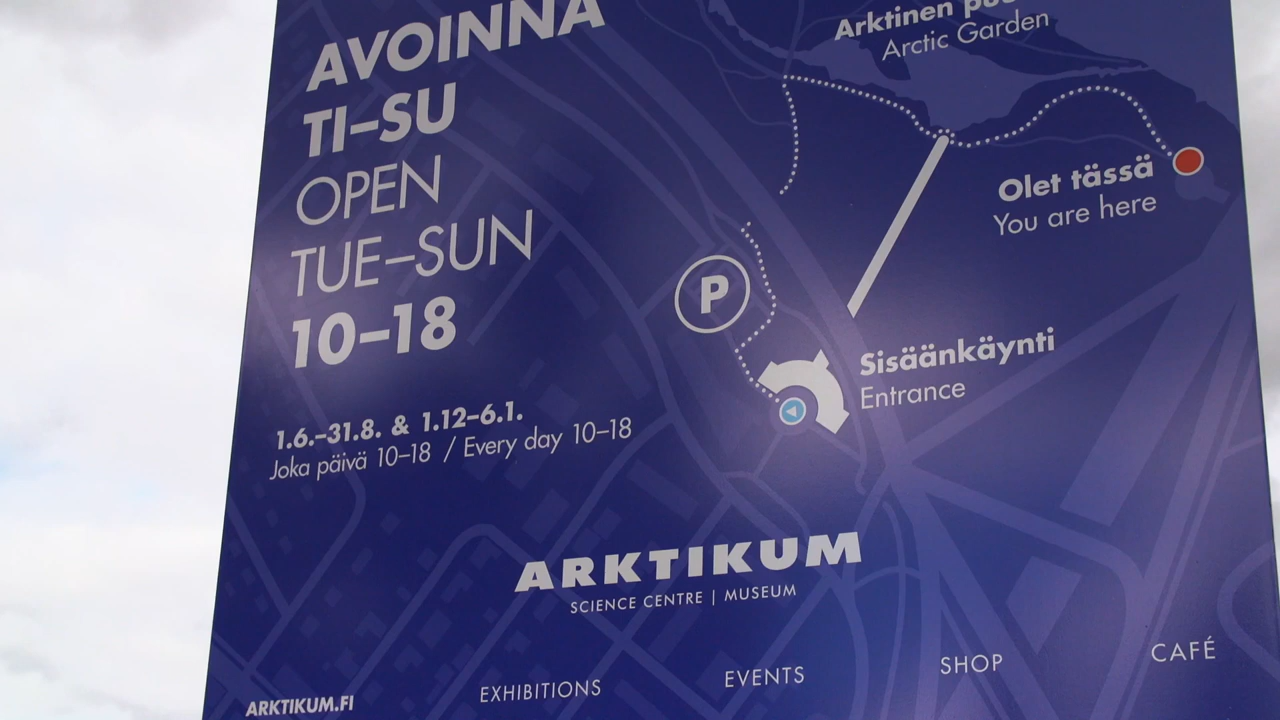 AVOINNA
TI–SU
OPEN
TUE–SUN
10–18
1.6.–31.8. & 1.12–6.1.
Joka päivä 10–18 / Every day 10–18
Arktinen
Arctic Garden
Olet tässä
You are here
P
Sisäänkäynti
Entrance
ARKTIKUM
SCIENCE CENTRE | MUSEUM
ARKTIKUM.FI
EXHIBITIONS
EVENTS
SHOP
CAFÉ